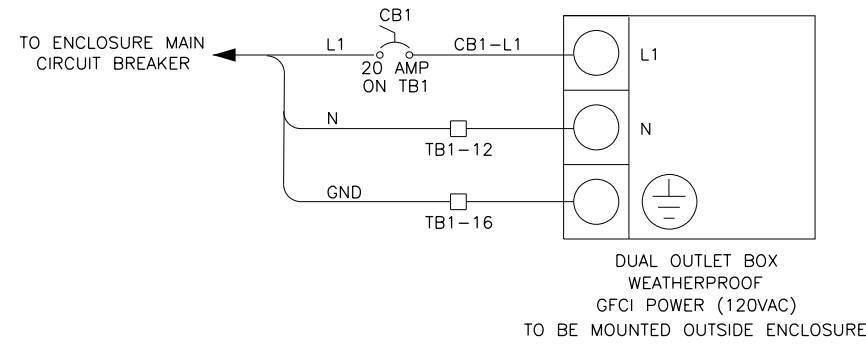 CB1
TO ENCLOSURE MAIN
CIRCUIT BREAKER
L1
CB1-L1
20 AMP
ON TB1
L1
N
TB1-12
N
GND
TB1-16
DUAL OUTLET BOX
WEATHERPROOF
GFCI POWER (120VAC)
TO BE MOUNTED OUTSIDE ENCLOSURE